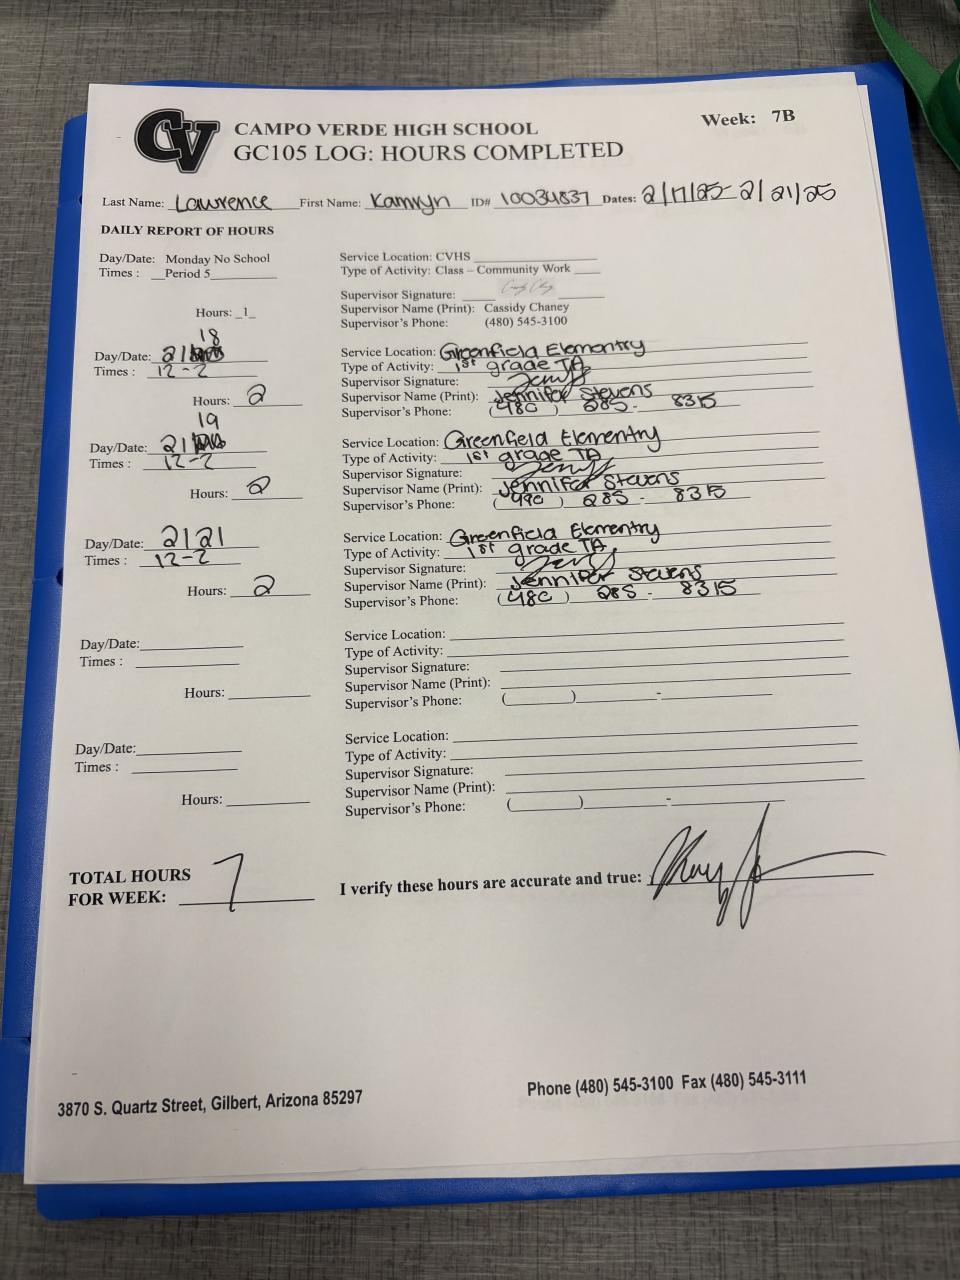 CV
CAMPO VERDE HIGH SCHOOL
Week: 7B
GC105 LOG: HOURS COMPLETED
Last Name: Lawrence First Name: Kamryn ID# 10034837 Dates: 2/17/25-2/21/25
DAILY REPORT OF HOURS
Day/Date: Monday No School
Service Location: CVHS
Times : Period 5
Type of Activity: Class – Community Work
Supervisor Signature:
Hours: 1
Supervisor Name (Print): Cassidy Chaney
Supervisor's Phone: (480) 545-3100
18
Day/Date: 2/
Service Location: Greenfield Elementry
Times : 12-2
Type of Activity: 1st grade TA
Supervisor Signature:
Hours: 2
Supervisor Name (Print): Jennifer Stevens
Supervisor's Phone: (480) 285- 8315
19
Day/Date: 2/
Service Location: Greenfield Elementry
Times : 12-2
Type of Activity: 1st grade TA
Supervisor Signature:
Hours: 2
Supervisor Name (Print): Jennifer Stevens
Supervisor's Phone: (490) 285 - 8315
Day/Date: 2/21
Service Location: Greenfield Elementry
Times : 12-2
Type of Activity: 1st grade TA
Supervisor Signature:
Hours: 2
Supervisor Name (Print): Jennifer Stevens
Supervisor's Phone: (480) 285 - 8315
Day/Date:
Service Location:
Times :
Type of Activity:
Supervisor Signature:
Hours:
Supervisor Name (Print):
Supervisor's Phone: ( ) -
Day/Date:
Service Location:
Times :
Type of Activity:
Supervisor Signature:
Hours:
Supervisor Name (Print):
Supervisor's Phone: ( ) -
TOTAL HOURS
FOR WEEK: 7
I verify these hours are accurate and true:
3870 S. Quartz Street, Gilbert, Arizona 85297
Phone (480) 545-3100 Fax (480) 545-3111